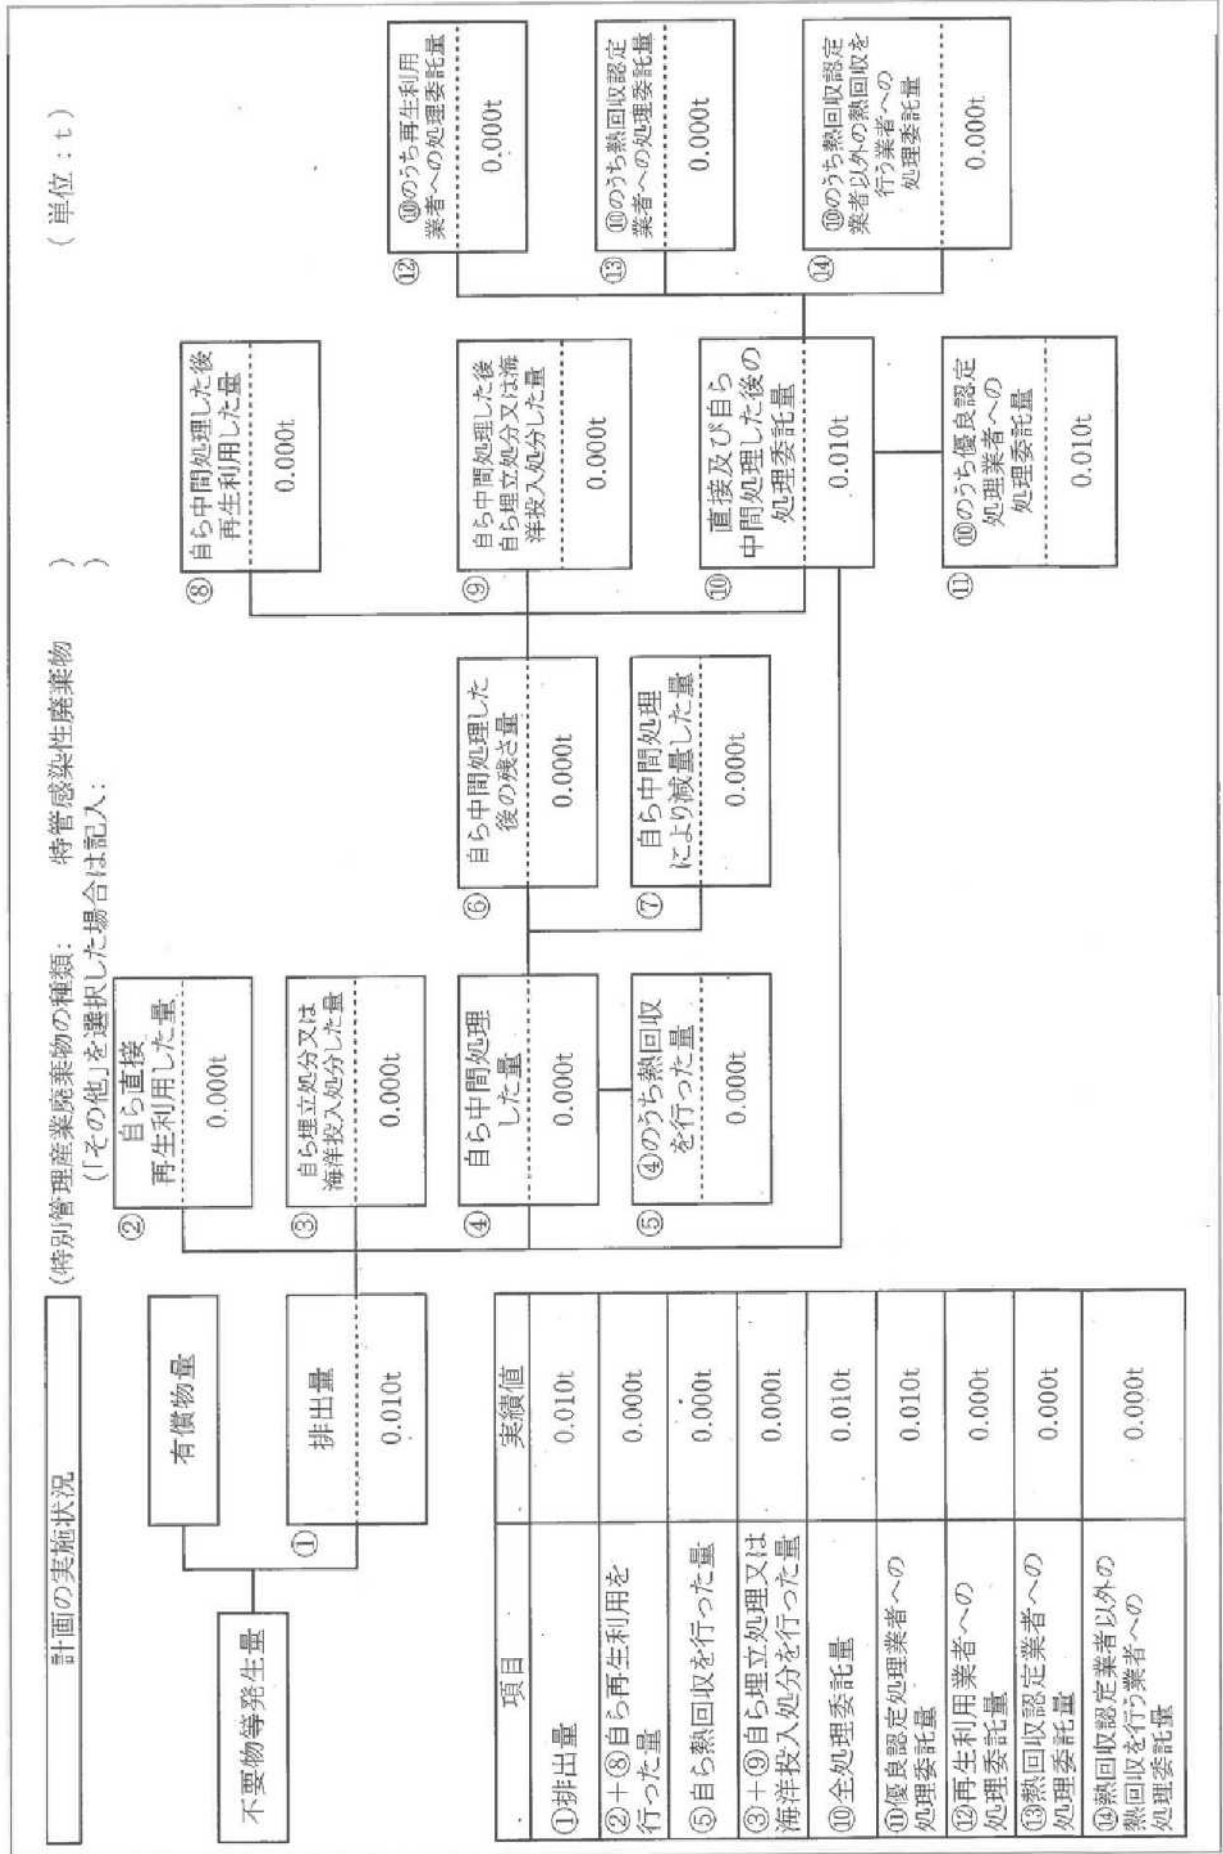 計画の実施状況
(特別管理産業廃棄物の種類: 特管感染性廃棄物 )
(「その他」を選択した場合は記入: )
(単位:t)
不要物等発生量
有償物量
①
排出量
0.010t
②
自ら直接
再生利用した量
0.000t
③
自ら埋立処分又は
海洋投入処分した量
0.000t
④
自ら中間処理
した量
0.000t
⑤
④のうち熱回収
を行った量
0.000t
⑥
自ら中間処理した
後の残さ量
0.000t
⑦
自ら中間処理
により減量した量
0.000t
⑧
自ら中間処理した後
再生利用した量
0.000t
⑨
自ら中間処理した後
自ら埋立処分又は海
洋投入処分した量
0.000t
⑩
直接及び自ら
中間処理した後の
処理委託量
0.010t
⑪
⑩のうち優良認定
処理業者への
処理委託量
0.010t
⑫
⑩のうち再生利用
業者への処理委託量
0.000t
⑬
⑩のうち熱回収認定
業者への処理委託量
0.000t
⑭
⑩のうち熱回収認定
業者以外の熱回収を
行う業者への
処理委託量
0.000t
項目 実績値
①排出量 0.010t
②+⑧自ら再生利用を
行った量 0.000t
⑤自ら熱回収を行った量 0.000t
③+⑨自ら埋立処理又は
海洋投入処分を行った量 0.000t
⑩全処理委託量 0.010t
⑪優良認定処理業者への
処理委託量 0.010t
⑫再生利用業者への
処理委託量 0.000t
⑬熱回収認定業者への
処理委託量 0.000t
⑭熱回収認定業者以外の
熱回収を行う業者への
処理委託量 0.000t